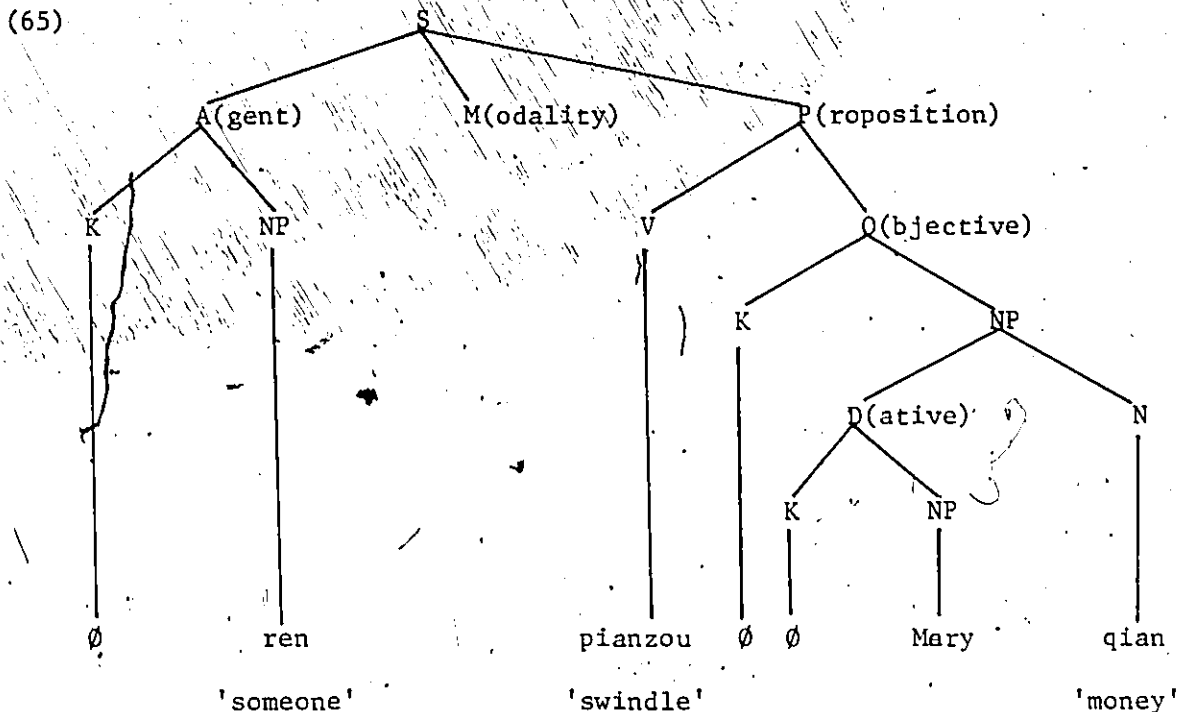 (65)
S
A(gent) M(odality) P(roposition)
K NP V O(bjective)
K NP
D(ative) N
K NP
Ø ren pianzou Ø Ø Mary qian
'someone' 'swindle' 'money'